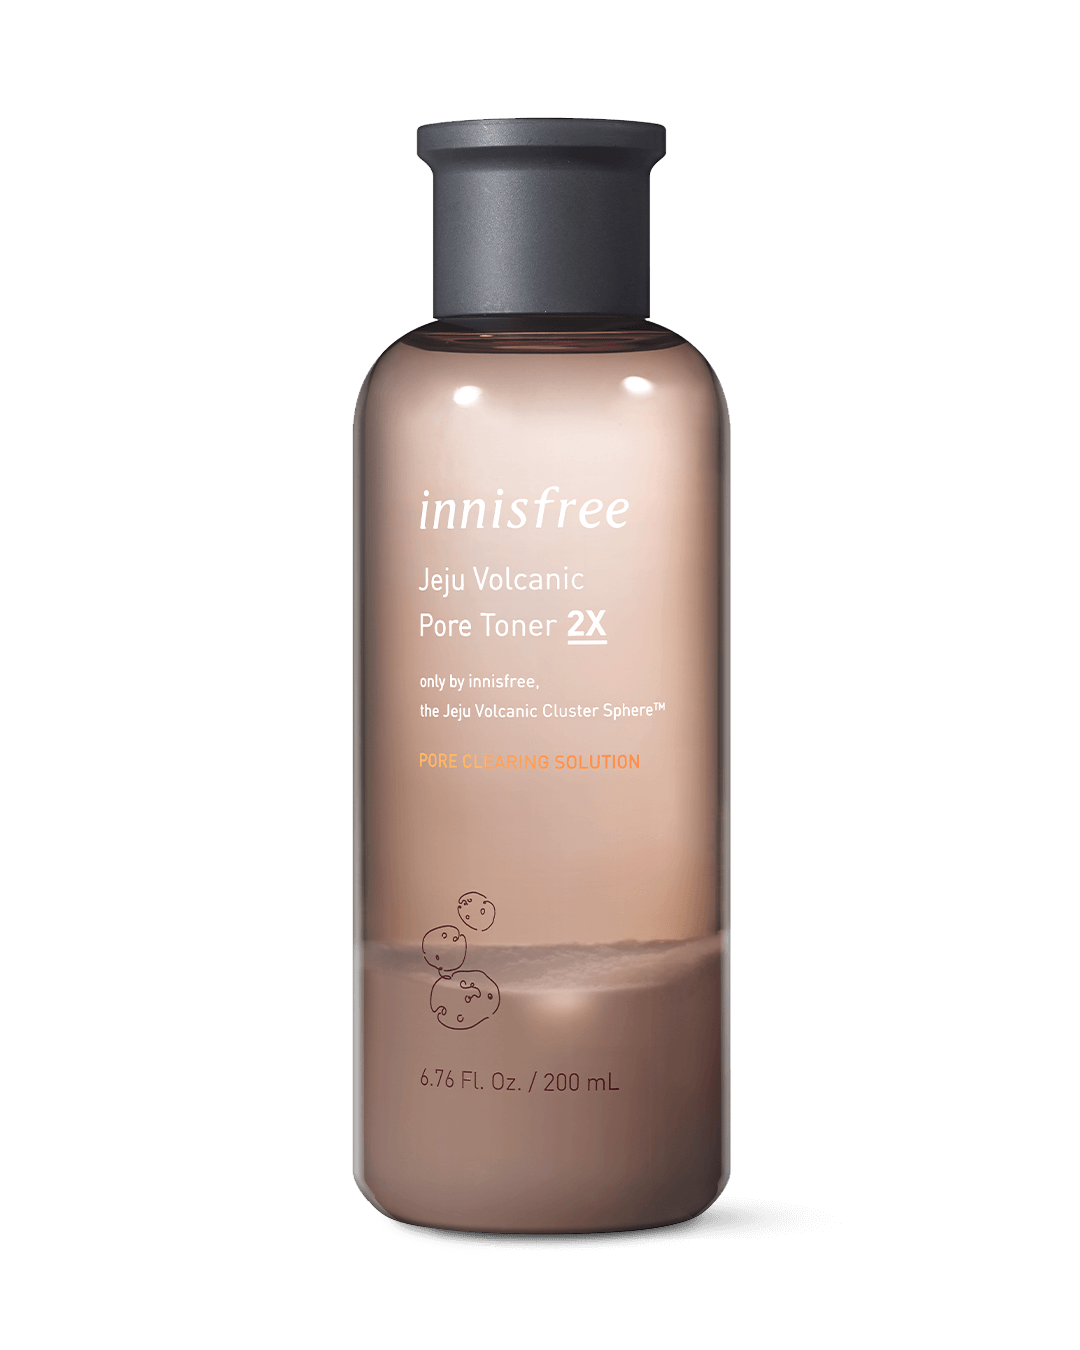 innisfree
Jeju Volcanic
Pore Toner 2X
only by innisfree,
the Jeju Volcanic Cluster Sphere™
PORE CLEARING SOLUTION
6.76 Fl. Oz. / 200 mL